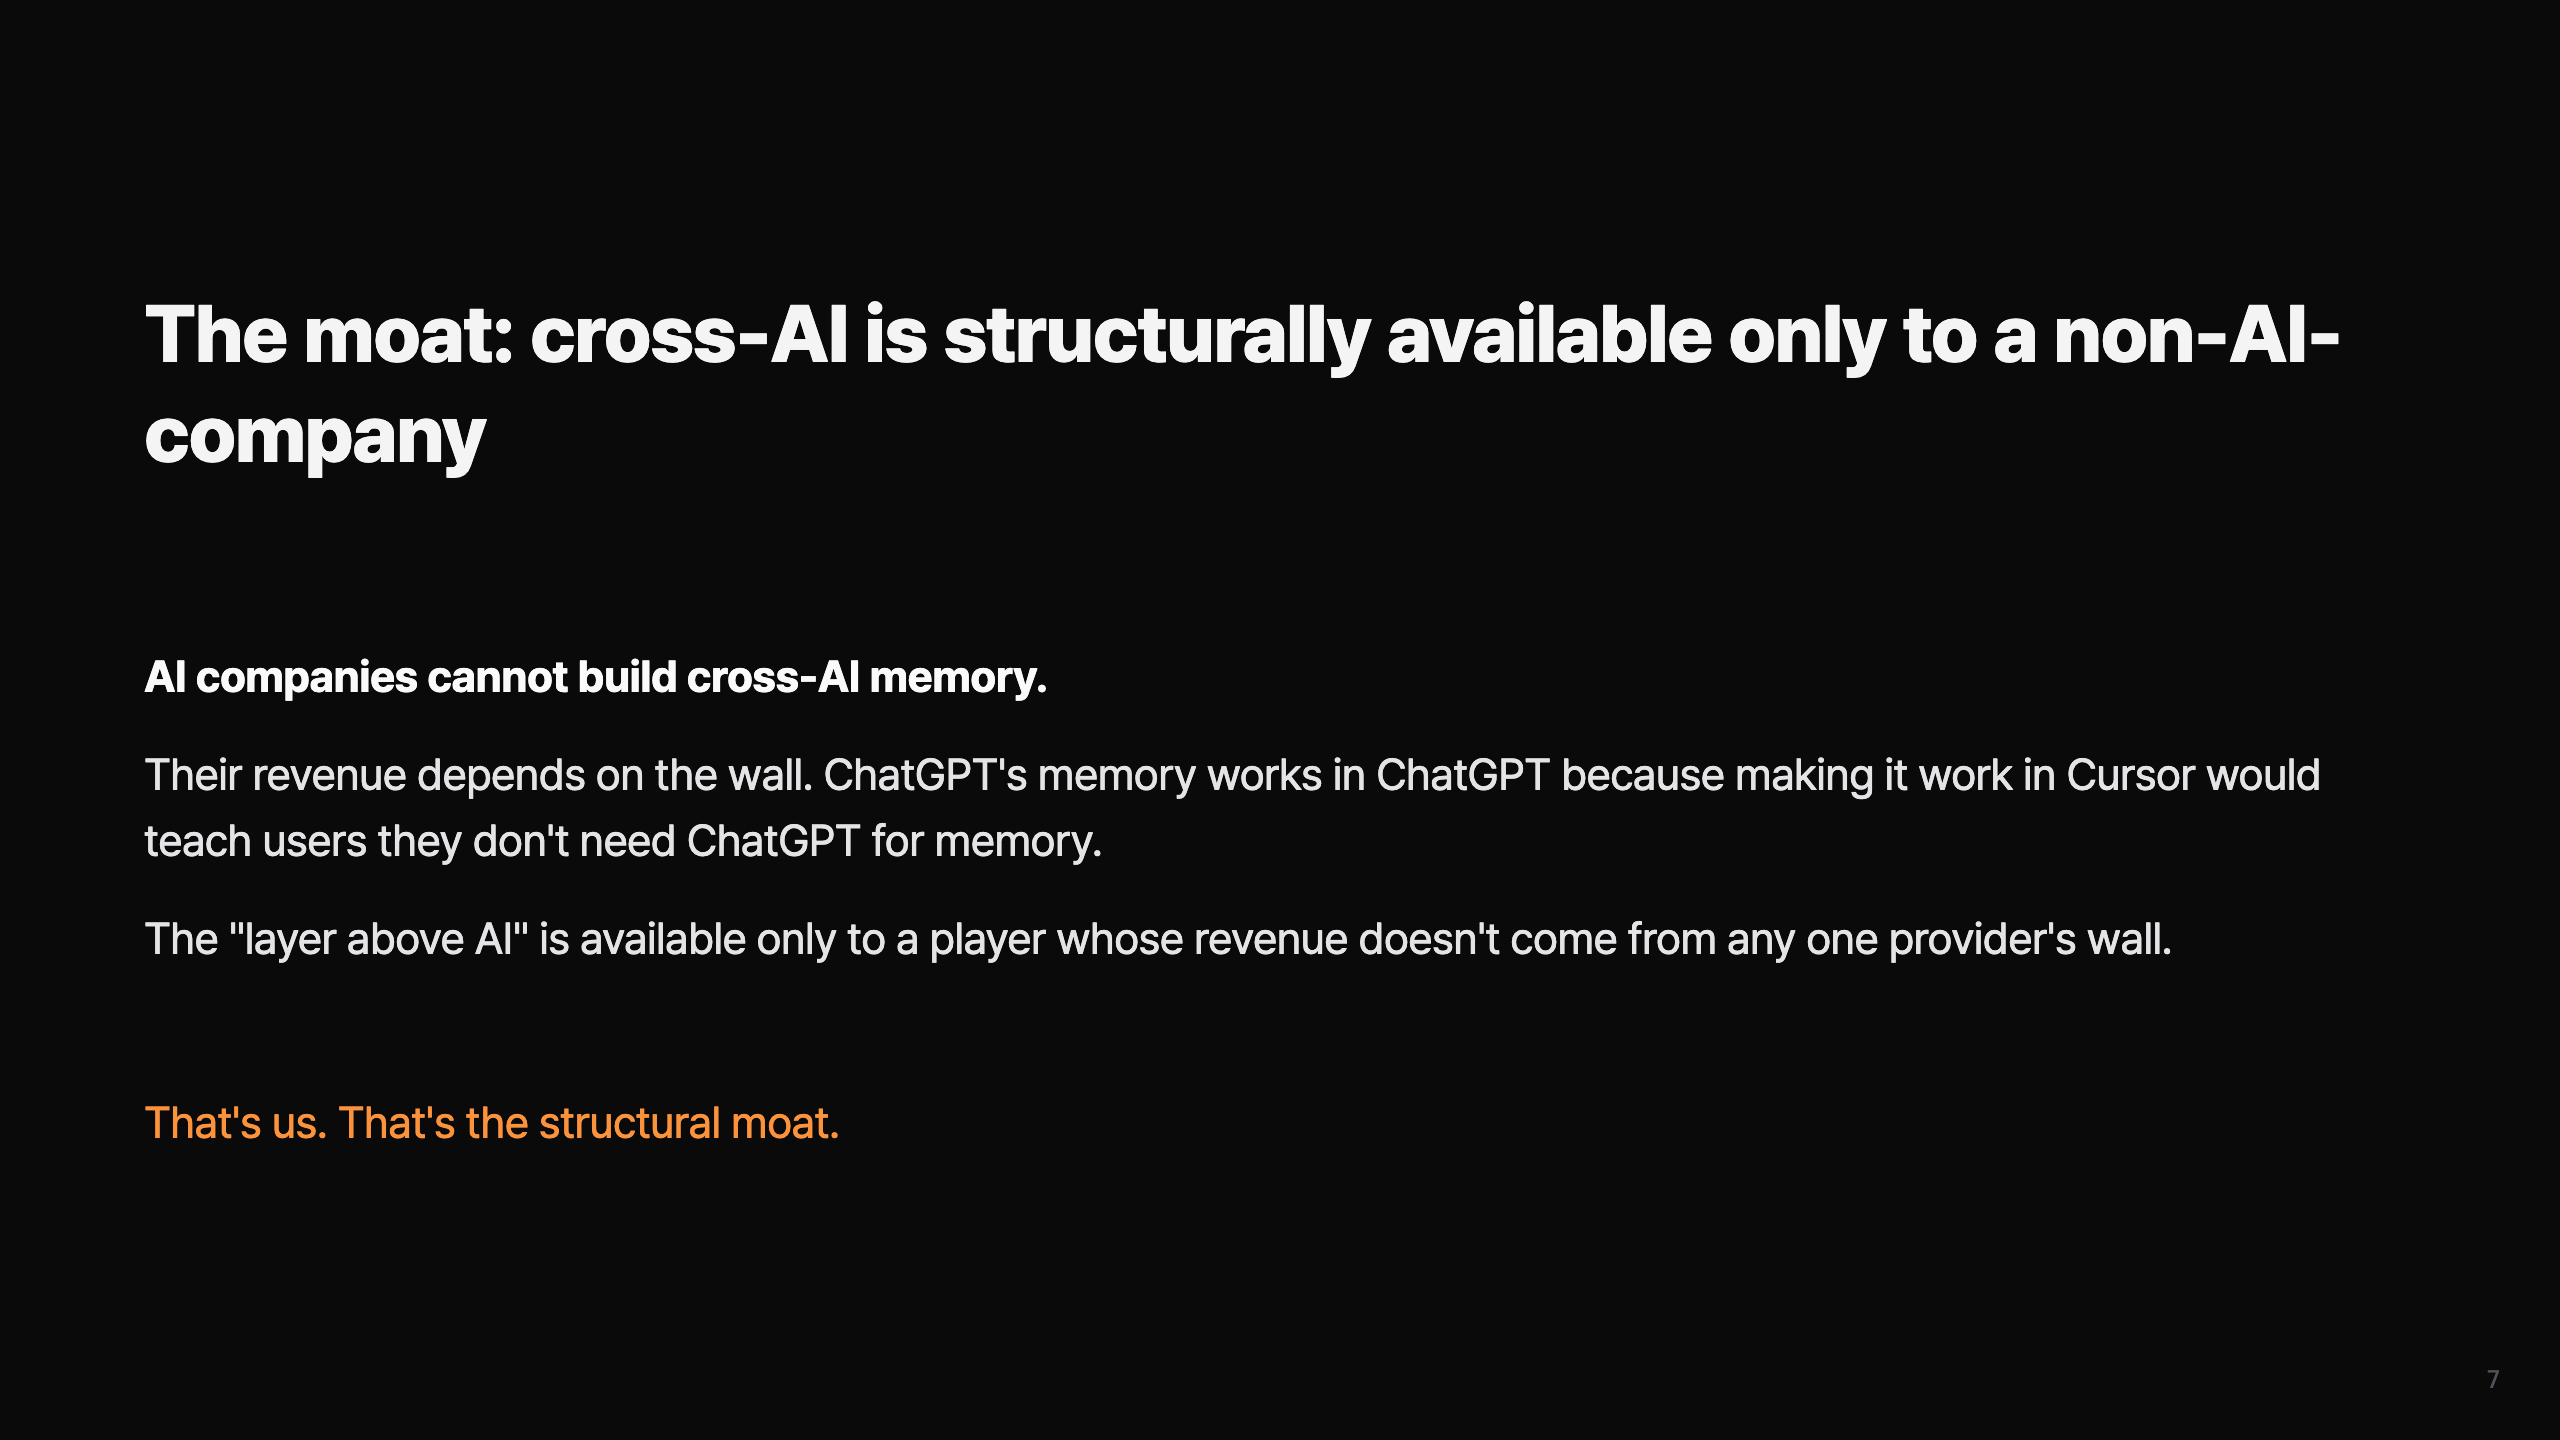 The moat: cross-AI is structurally available only to a non-AI-
company
AI companies cannot build cross-AI memory.
Their revenue depends on the wall. ChatGPT's memory works in ChatGPT because making it work in Cursor would
teach users they don't need ChatGPT for memory.
The "layer above AI" is available only to a player whose revenue doesn't come from any one provider's wall.
That's us. That's the structural moat.
7